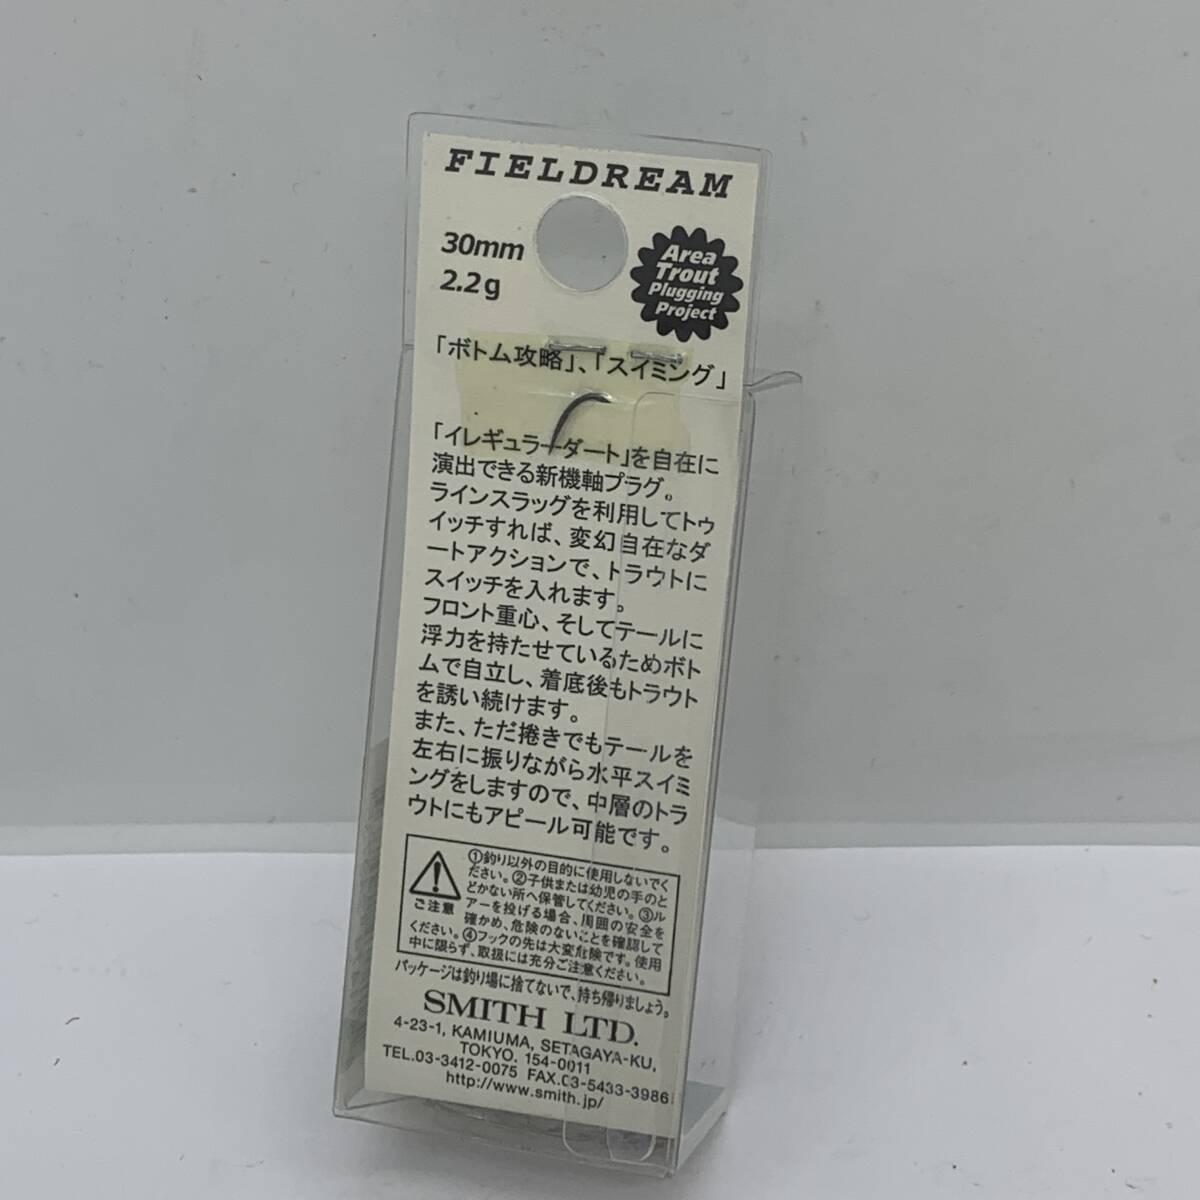 FIELDREAM
30mm
2.2g
Area
Trout
Plugging
Project
「ボトム攻略」、「スイミング」
「イレギュラーダート」を自在に
演出できる新機軸プラグ。
ラインスラッグを利用してトゥ
イッチすれば、変幻自在なダ
ートアクションで、トラウトに
スイッチを入れます。
フロント重心、そしてテールに
浮力を持たせているためボト
ムで自立し、着底後もトラウト
を誘い続けます。
また、ただ捲きでもテールを
左右に振りながら水平スイミ
ングをしますので、中層のトラ
ウトにもアピール可能です。
ご注意
①釣り以外の目的に使用しないでく
ださい。②子供または幼児の手のと
どかない所へ保管してください。③ル
アーを投げる場合、周囲の安全を
確かめ、危険のないことを確認して
ください。④フックの先は大変危険です。使用
中に限らず、取扱には充分ご注意ください。
パッケージは釣り場に捨てないで、持ち帰りましょう。
SMITH LTD.
4-23-1, KAMIUMA, SETAGAYA-KU,
TOKYO. 154-0011
TEL.03-3412-0075 FAX.03-5433-3986
http://www.smith.jp/